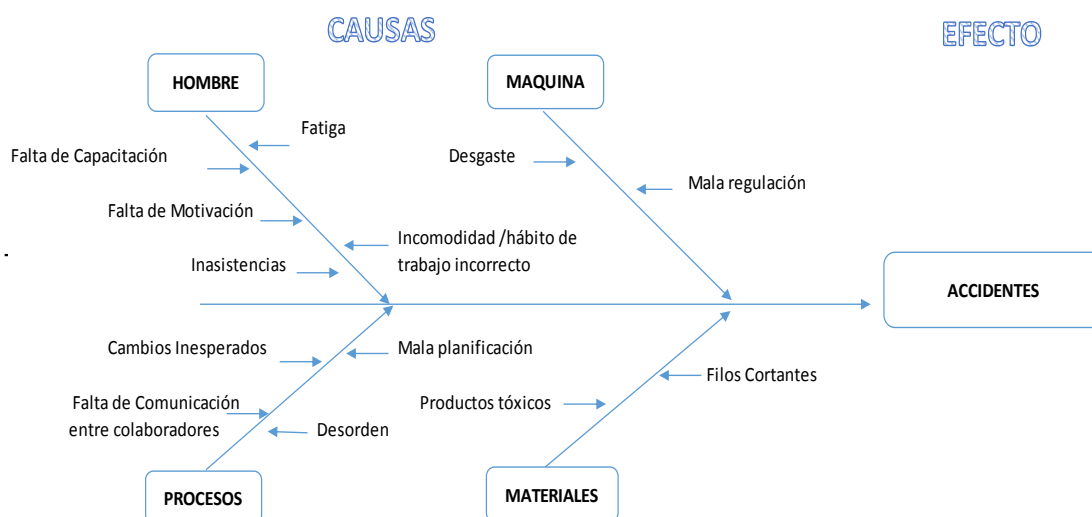 CAUSAS
EFECTO
HOMBRE
MAQUINA
Fatiga
Falta de Capacitación
Desgaste
Mala regulación
Falta de Motivación
Incomodidad /hábito de
trabajo incorrecto
Inasistencias
ACCIDENTES
Cambios Inesperados
Mala planificación
Filos Cortantes
Falta de Comunicación
entre colaboradores
Desorden
Productos tóxicos
PROCESOS
MATERIALES